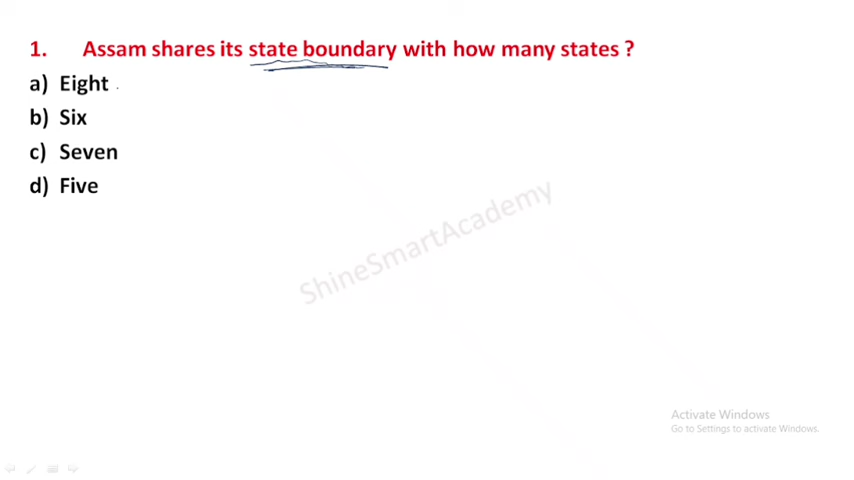 1. Assam shares its state boundary with how many states ?
a) Eight
b) Six
c) Seven
d) Five
ShineSmartAcademy
Activate Windows
Go to Settings to activate Windows.